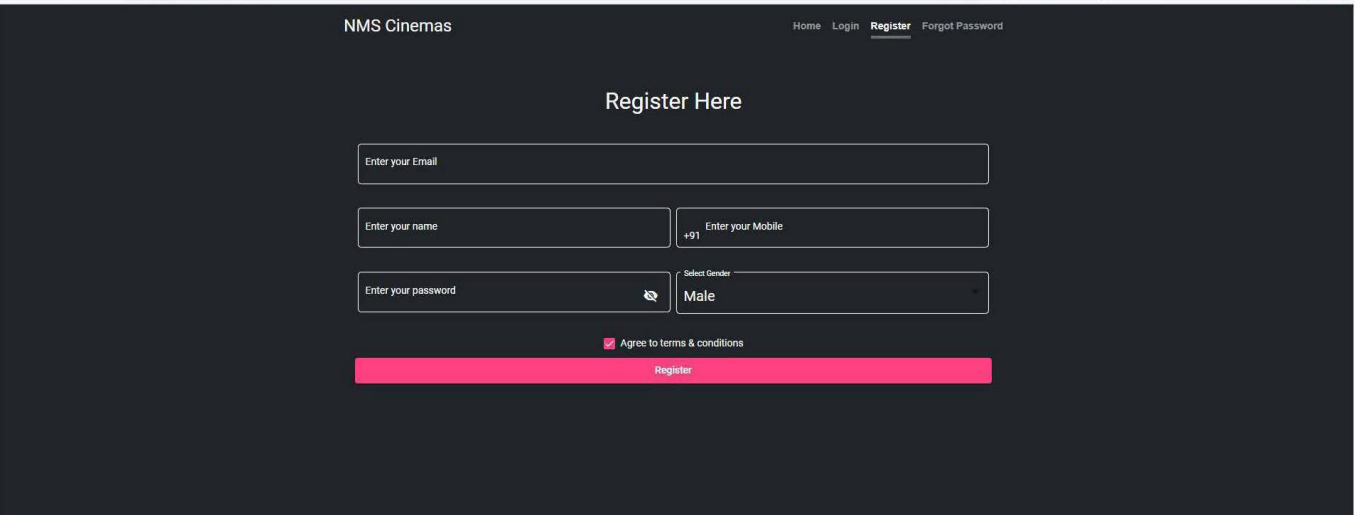 NMS Cinemas
Home Login Register Forgot Password
Register Here
Enter your Email
Enter your name
+91 Enter your Mobile
Enter your password
Select Gender
Male
Agree to terms & conditions
Register